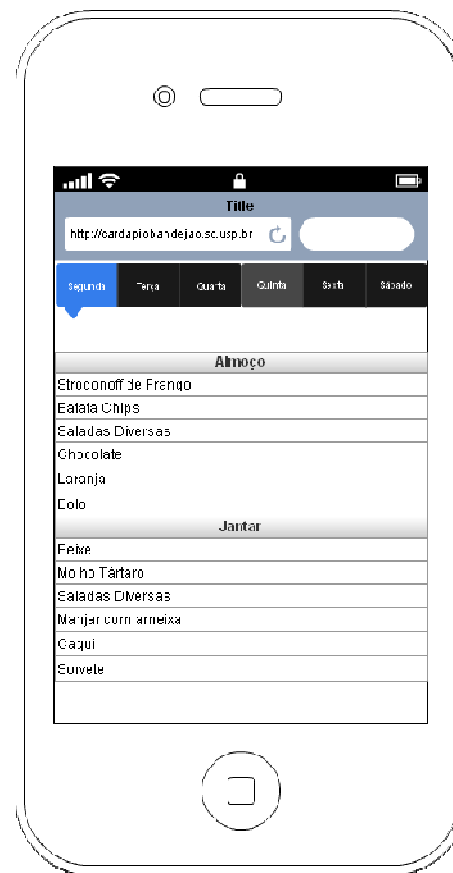 Title
http://cardapiobandejao.sc.usp.br
Segunda Terça Quarta Quinta Sexta Sábado
Almoço
Stroconoff de Frango
Batata Chips
Saladas Diversas
Chocolate
Laranja
Bolo
Jantar
Peixe
Molho Tártaro
Saladas Diversas
Manjar com ameixa
Caqui
Sorvete